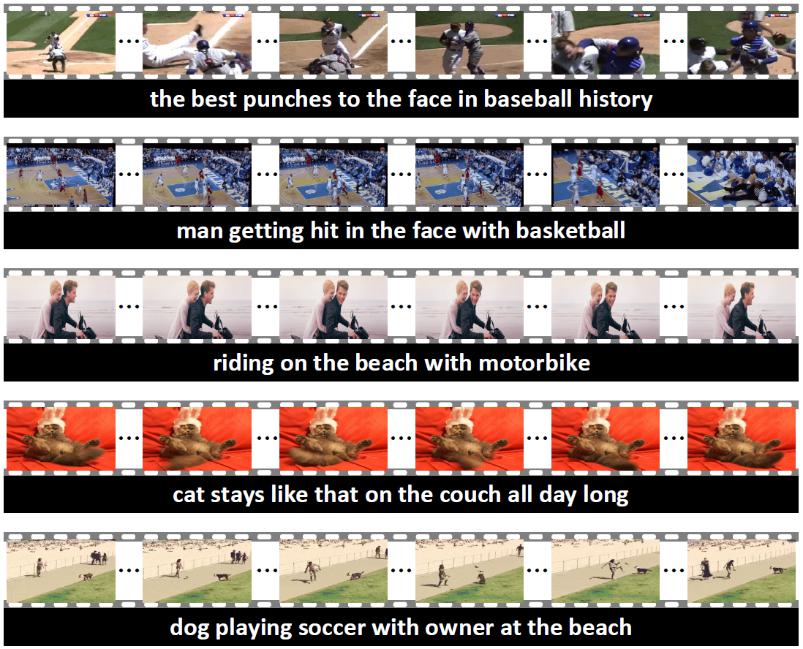 the best punches to the face in baseball history
man getting hit in the face with basketball
riding on the beach with motorbike
cat stays like that on the couch all day long
dog playing soccer with owner at the beach